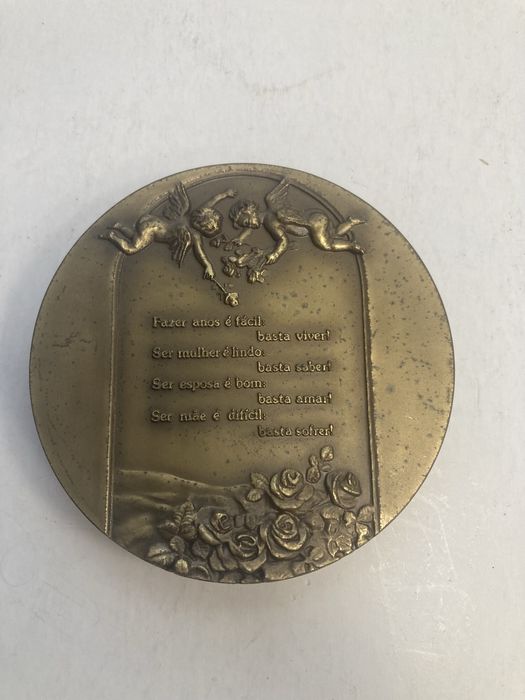 Fazer anos é fácil:
basta viver!
Ser mulher é lindo:
basta saber!
Ser esposa é bom:
basta amar!
Ser mãe é difícil:
basta sofrer!